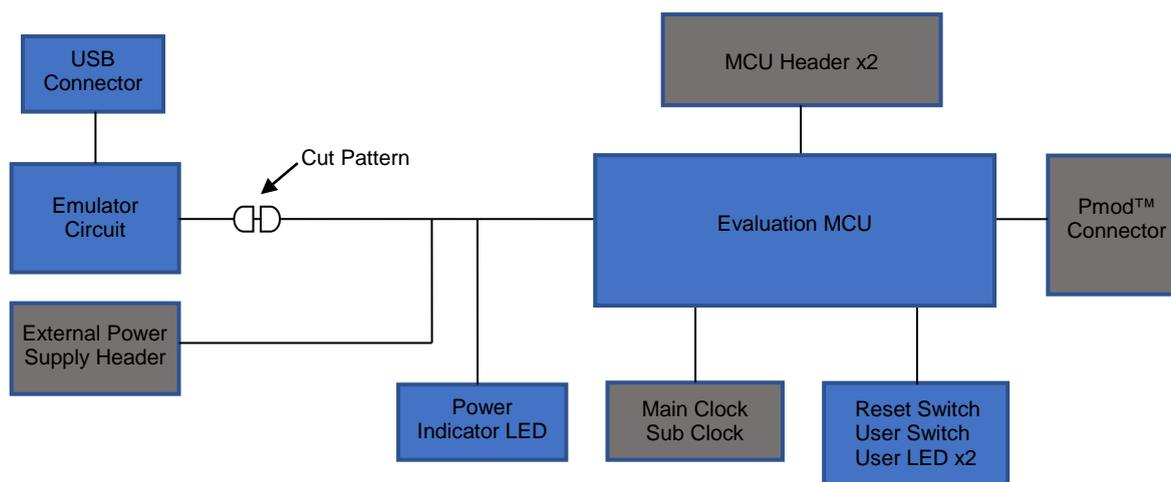 USB
Connector
MCU Header x2
Cut Pattern
Emulator
Circuit
Evaluation MCU
Pmod™
Connector
External Power
Supply Header
Power
Indicator LED
Main Clock
Sub Clock
Reset Switch
User Switch
User LED x2